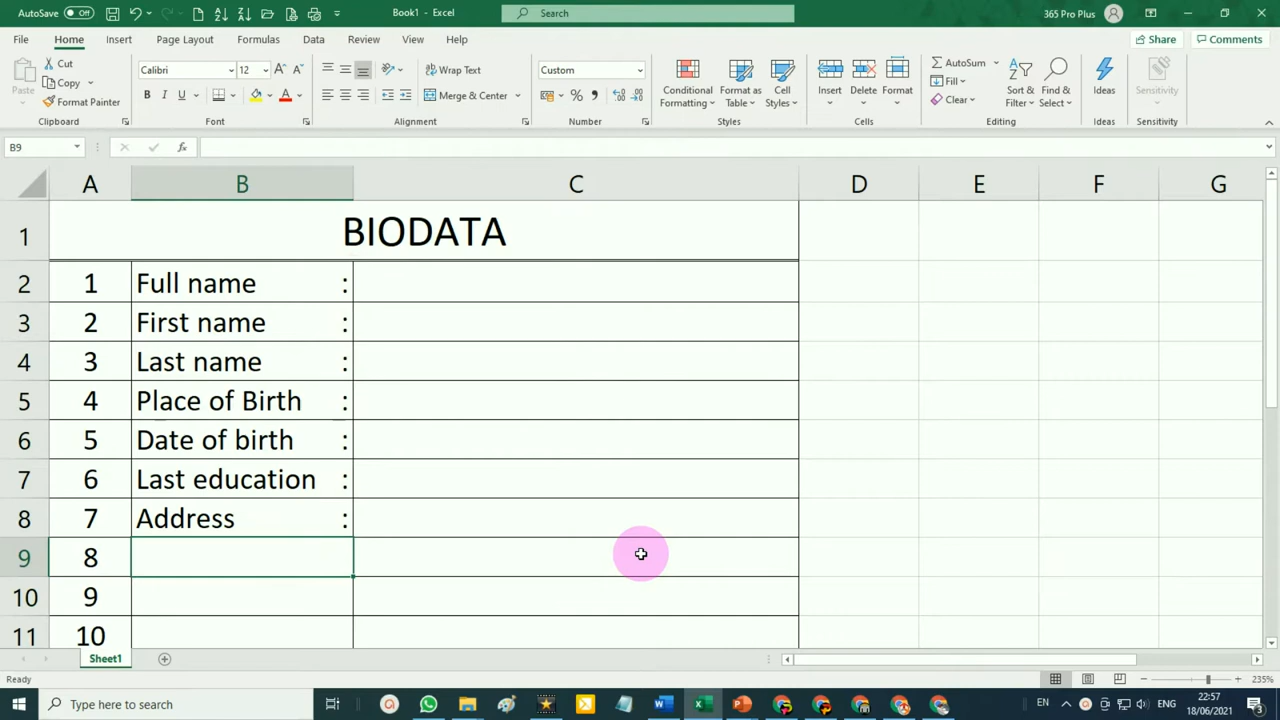 AutoSave Off Book1 - Excel Search 365 Pro Plus
File Home Insert Page Layout Formulas Data Review View Help Share Comments
Paste Cut Copy Format Painter Clipboard
Calibri 12 A A B I U A Font
Wrap Text Merge & Center Alignment
Custom % , Number
Conditional Formatting Format as Table Cell Styles Styles
Insert Delete Format Cells
AutoSum Fill Clear Sort & Filter Find & Select Editing
Ideas Ideas
Sensitivity Sensitivity
B9 fx
A B C D E F G
1 BIODATA
2 1 Full name :
3 2 First name :
4 3 Last name :
5 4 Place of Birth :
6 5 Date of birth :
7 6 Last education :
8 7 Address :
9 8
10 9
11 10
Sheet1
Ready 235%
Type here to search EN ENG 22:57
18/06/2021 3